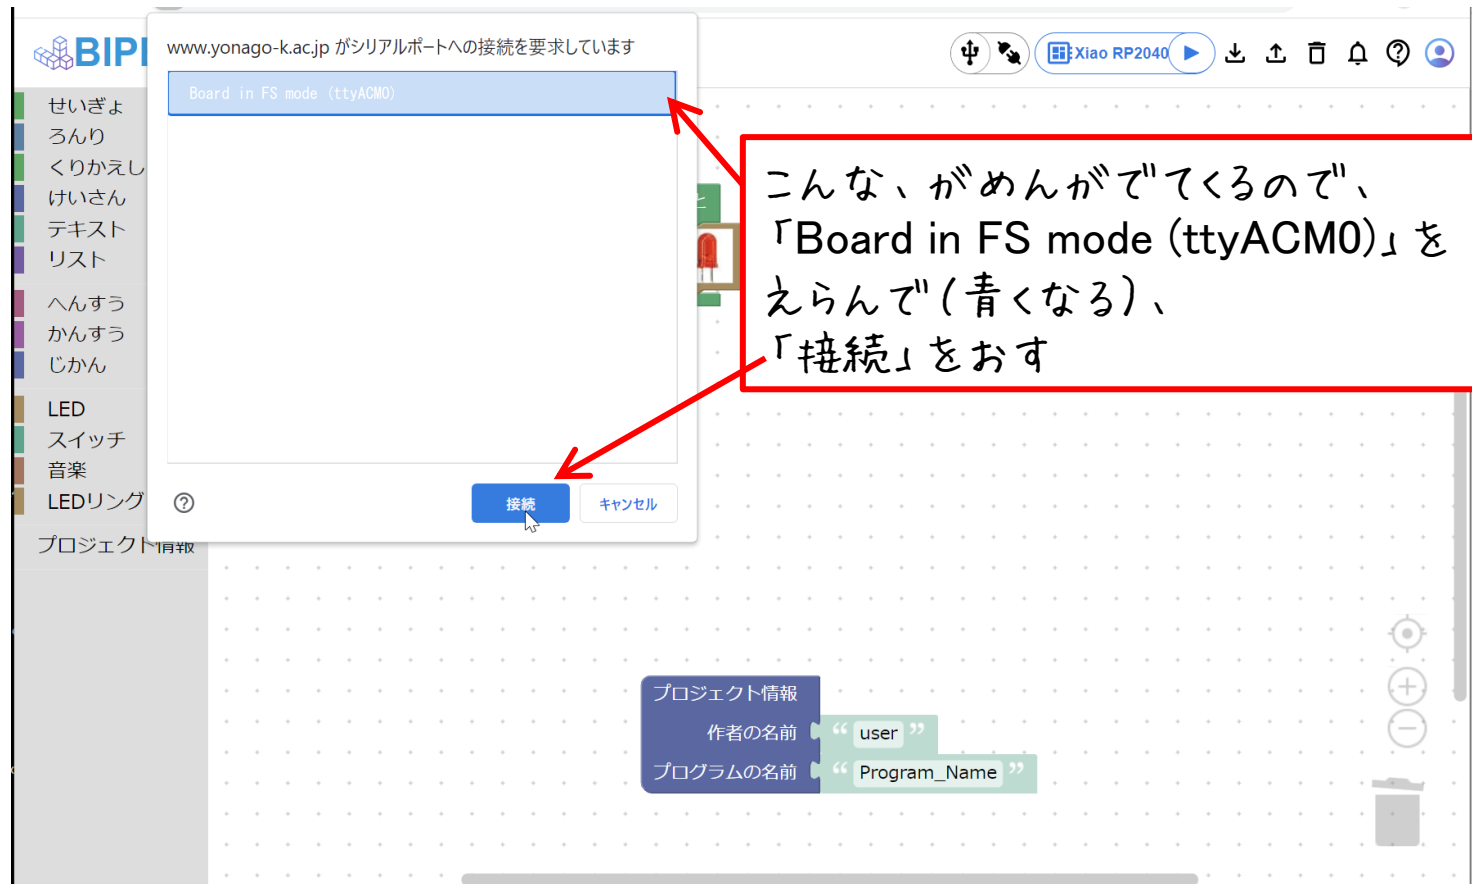 BIP
www.yonago-k.ac.jp がシリアルポートへの接続を要求しています
Board in FS mode (ttyACM0)
Xiao RP2040
せいぎょ
ろんり
くりかえし
けいさん
テキスト
リスト
へんすう
かんすう
じかん
LED
スイッチ
音楽
LEDリング
プロジェクト情報
と
こんな、がめんがでてくるので、
「Board in FS mode (ttyACM0)」を
えらんで(青くなる)、
「接続」をおす
接続
キャンセル
プロジェクト情報
作者の名前 “ user ”
プログラムの名前 “ Program_Name ”